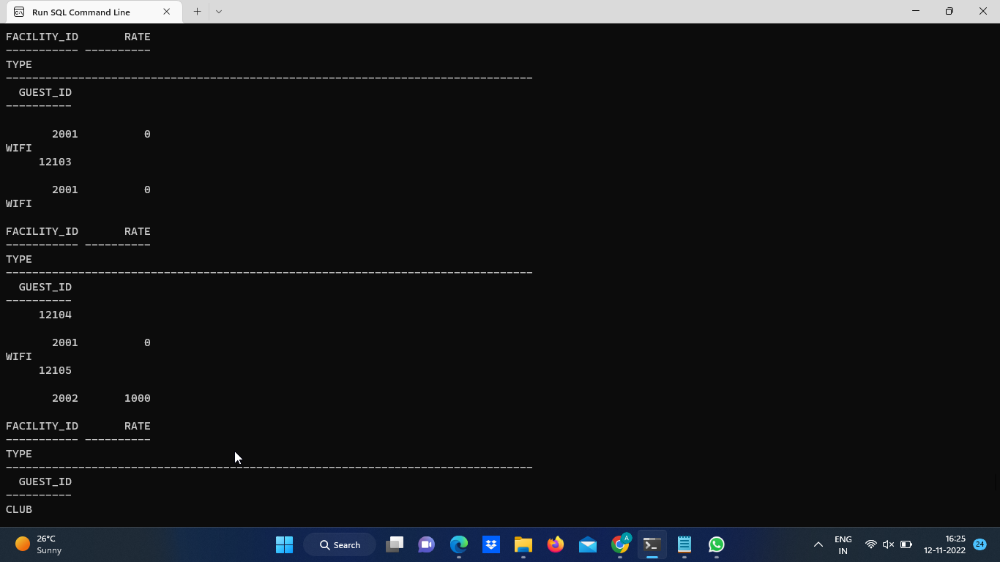 Run SQL Command Line
FACILITY_ID       RATE
----------- ----------
TYPE
--------------------------------------------------------------------------------
  GUEST_ID
----------
       2001          0
WIFI
     12103
       2001          0
WIFI
FACILITY_ID       RATE
----------- ----------
TYPE
--------------------------------------------------------------------------------
  GUEST_ID
----------
     12104
       2001          0
WIFI
     12105
       2002       1000
FACILITY_ID       RATE
----------- ----------
TYPE
--------------------------------------------------------------------------------
  GUEST_ID
----------
CLUB
26°C
Sunny
Search
A
ENG
IN
16:25
12-11-2022
24